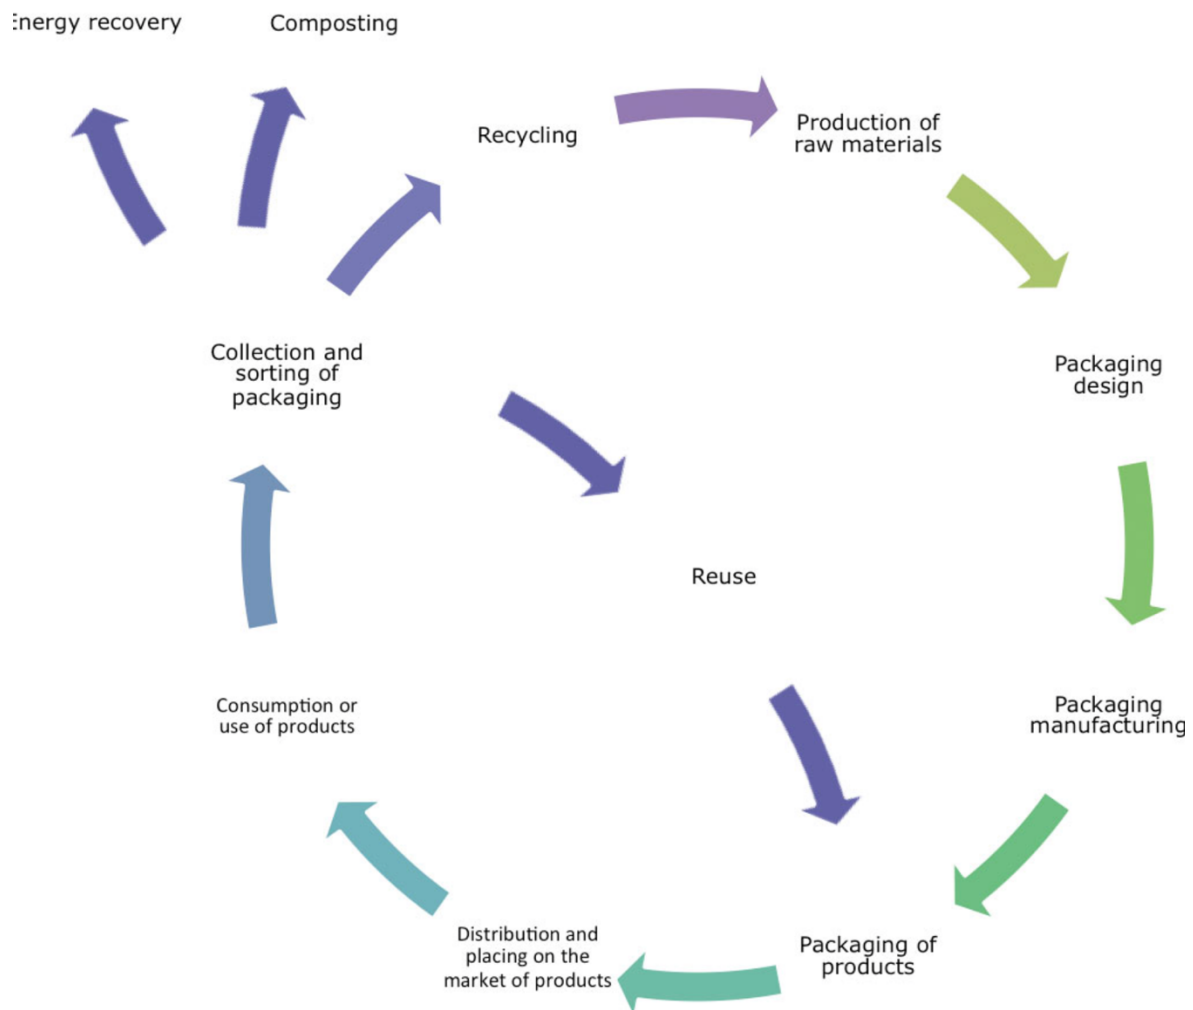 Energy recovery
Composting
Recycling
Production of
raw materials
Collection and
sorting of
packaging
Packaging
design
Reuse
Consumption or
use of products
Packaging
manufacturing
Distribution and
placing on the
market of products
Packaging of
products